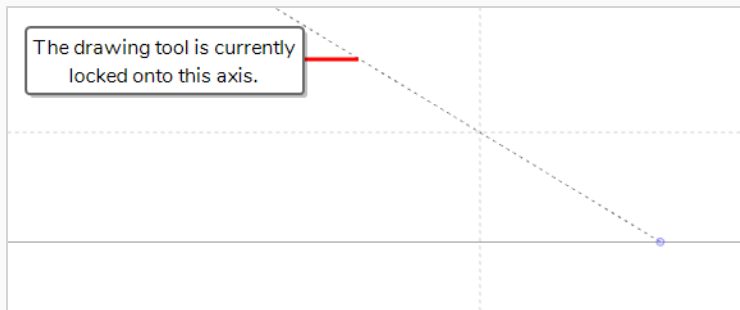 The drawing tool is currently
locked onto this axis.